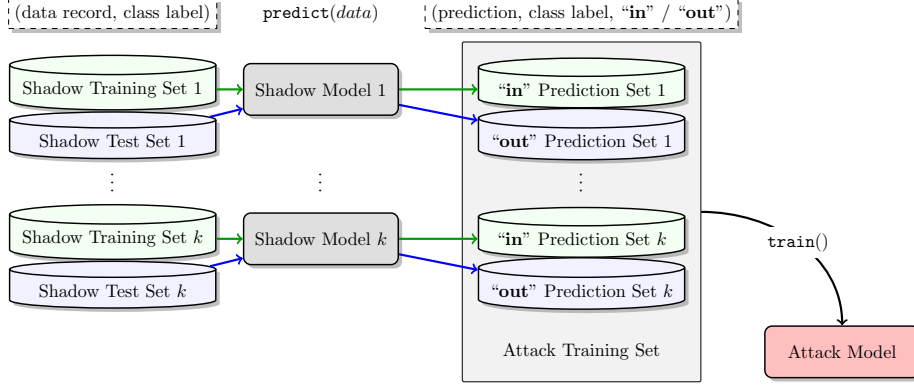 (data record, class label) predict(data) (prediction, class label, “in” / “out”)
Shadow Training Set 1 Shadow Model 1 “in” Prediction Set 1
Shadow Test Set 1 “out” Prediction Set 1
⋮ ⋮ ⋮
Shadow Training Set k Shadow Model k “in” Prediction Set k
train()
Shadow Test Set k “out” Prediction Set k
Attack Training Set Attack Model